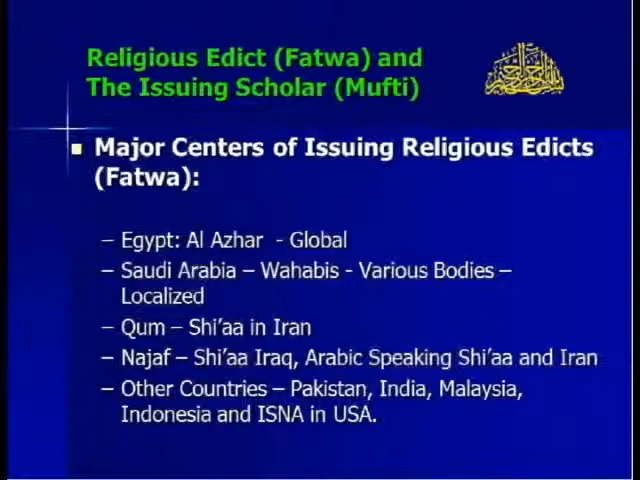 Religious Edict (Fatwa) and
The Issuing Scholar (Mufti)
Major Centers of Issuing Religious Edicts
(Fatwa):
– Egypt: Al Azhar - Global
– Saudi Arabia – Wahabis - Various Bodies –
Localized
– Qum – Shi'aa in Iran
– Najaf – Shi'aa Iraq, Arabic Speaking Shi'aa and Iran
– Other Countries – Pakistan, India, Malaysia,
Indonesia and ISNA in USA.